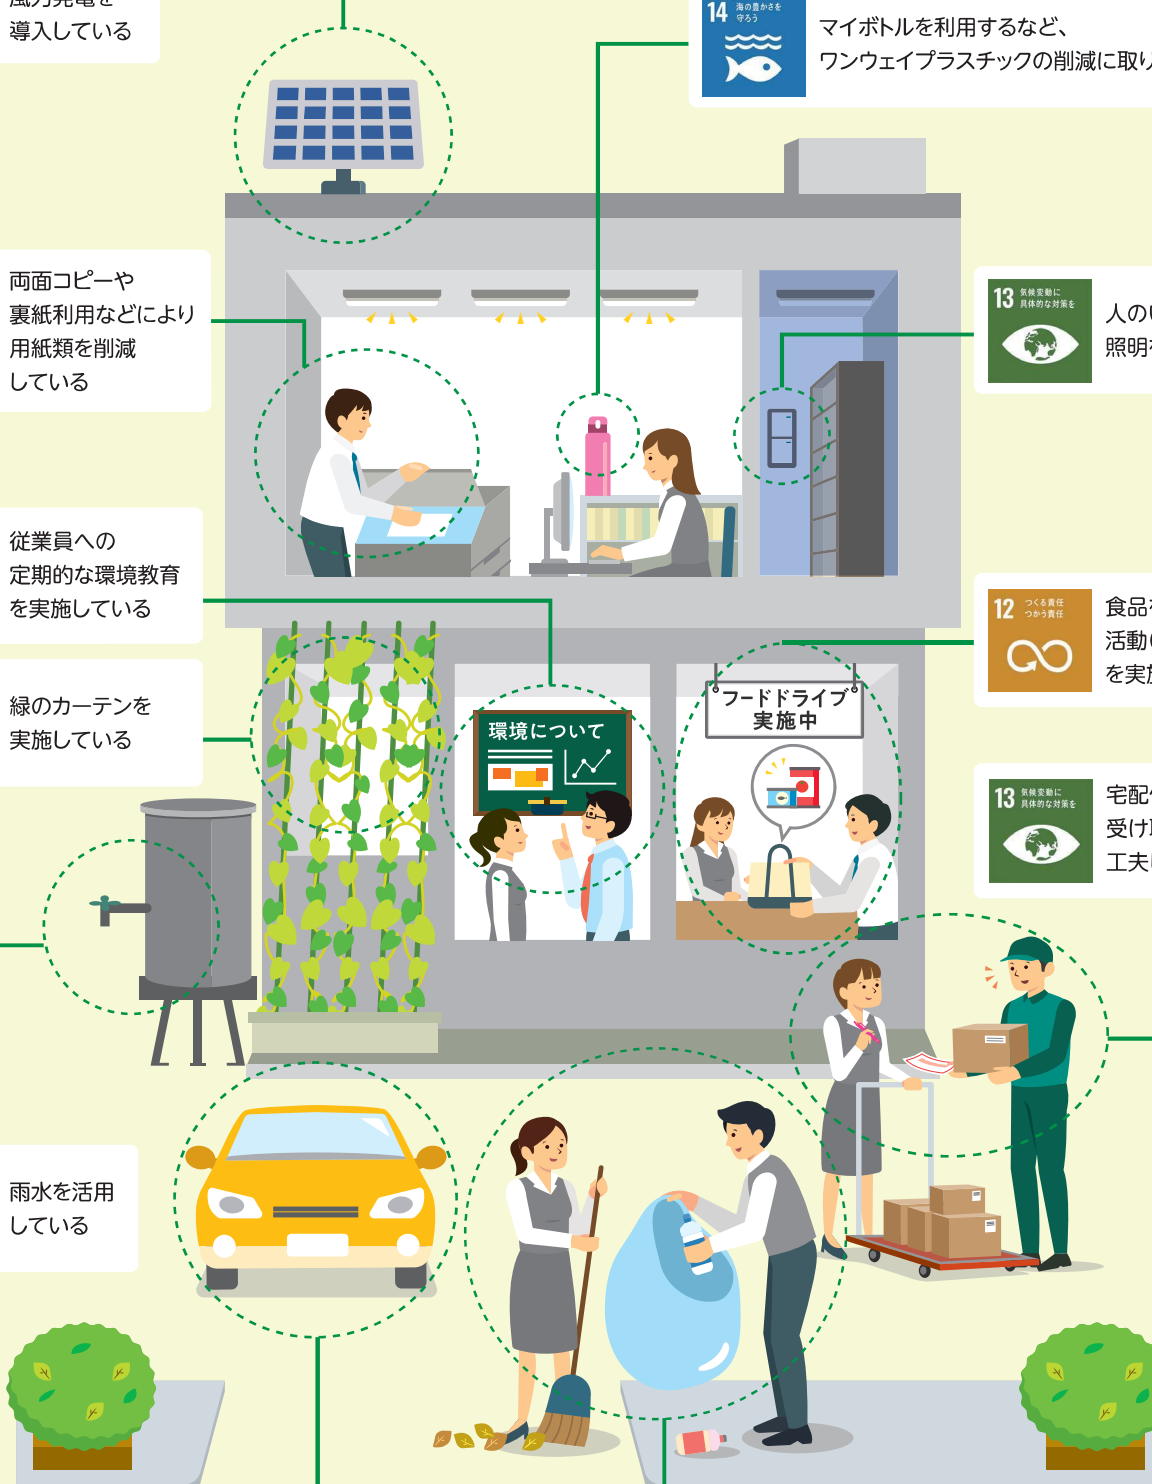 導入している
14 海の豊かさを
守ろう
マイボトルを利用するなど、
ワンウェイプラスチックの削減に取り
両面コピーや
裏紙利用などにより
用紙類を削減
している
13 気候変動に
具体的な対策を
人の
照明
従業員への
定期的な環境教育
を実施している
12 つくる責任
つかう責任
食品
活動
を実施
緑のカーテンを
実施している
環境について
フードドライブ
実施中
13 気候変動に
具体的な対策を
宅配
受け
工夫
雨水を活用
している